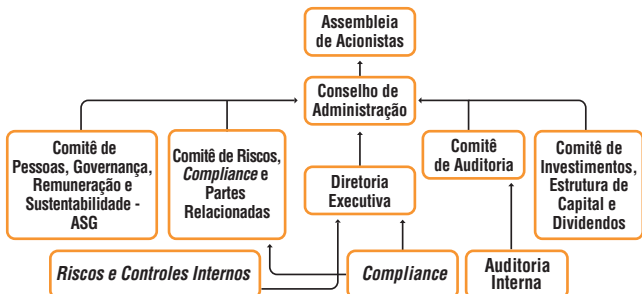 Assembleia
de Acionistas
Conselho de
Administração
Comitê de
Pessoas, Governança,
Remuneração e
Sustentabilidade -
ASG
Comitê de Riscos,
Compliance e
Partes
Relacionadas
Diretoria
Executiva
Comitê
de Auditoria
Comitê de
Investimentos,
Estrutura de
Capital e
Dividendos
Riscos e Controles Internos
Compliance
Auditoria
Interna